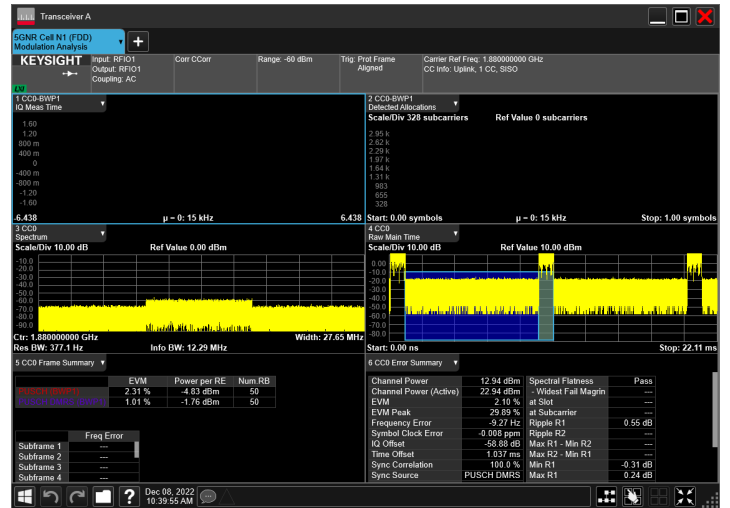 Transceiver A
5GNR Cell N1 (FDD)
Modulation Analysis
KEYSIGHT
Input: RFIO1
Output: RFIO1
Coupling: AC
Corr CCorr
Range: -60 dBm
Trig: Prot Frame
Aligned
Carrier Ref Freq: 1.880000000 GHz
CC Info: Uplink, 1 CC, SISO
1 CC0-BWP1
IQ Meas Time
1.60
1.20
800 m
400 m
0
-400 m
-800 m
-1.20
-1.60
-6.438
µ = 0: 15 kHz
6.438
2 CC0-BWP1
Detected Allocations
Scale/Div 328 subcarriers
Ref Value 0 subcarriers
2.95 k
2.62 k
2.29 k
1.97 k
1.64 k
1.31 k
983
655
328
Start: 0.00 symbols
µ = 0: 15 kHz
Stop: 1.00 symbols
3 CC0
Spectrum
Scale/Div 10.00 dB
Ref Value 0.00 dBm
-10.0
-20.0
-30.0
-40.0
-50.0
-60.0
-70.0
-80.0
-90.0
Ctr: 1.880000000 GHz
Width: 27.65 MHz
Res BW: 377.1 Hz
Info BW: 12.29 MHz
4 CC0
Raw Main Time
Scale/Div 10.00 dB
Ref Value 10.00 dBm
0.00
-10.0
-20.0
-30.0
-40.0
-50.0
-60.0
-70.0
-80.0
Start: 0.00 ns
Stop: 22.11 ms
5 CC0 Frame Summary
EVM Power per RE Num.RB
2.31 % -4.83 dBm 50
1.01 % -1.76 dBm 50
Freq Error
Subframe 1 ---
Subframe 2 ---
Subframe 3 ---
Subframe 4 ---
6 CC0 Error Summary
Channel Power 12.94 dBm Spectral Flatness Pass
Channel Power (Active) 22.94 dBm - Widest Fail Magrin ---
EVM 2.10 % at Slot ---
EVM Peak 29.89 % at Subcarrier ---
Frequency Error -9.27 Hz Ripple R1 0.55 dB
Symbol Clock Error -0.008 ppm Ripple R2 ---
IQ Offset -58.88 dB Max R1 - Min R2 ---
Time Offset 1.037 ms Max R2 - Min R1 ---
Sync Correlation 100.0 % Min R1 -0.31 dB
Sync Source PUSCH DMRS Max R1 0.24 dB
Dec 08, 2022
10:39:55 AM